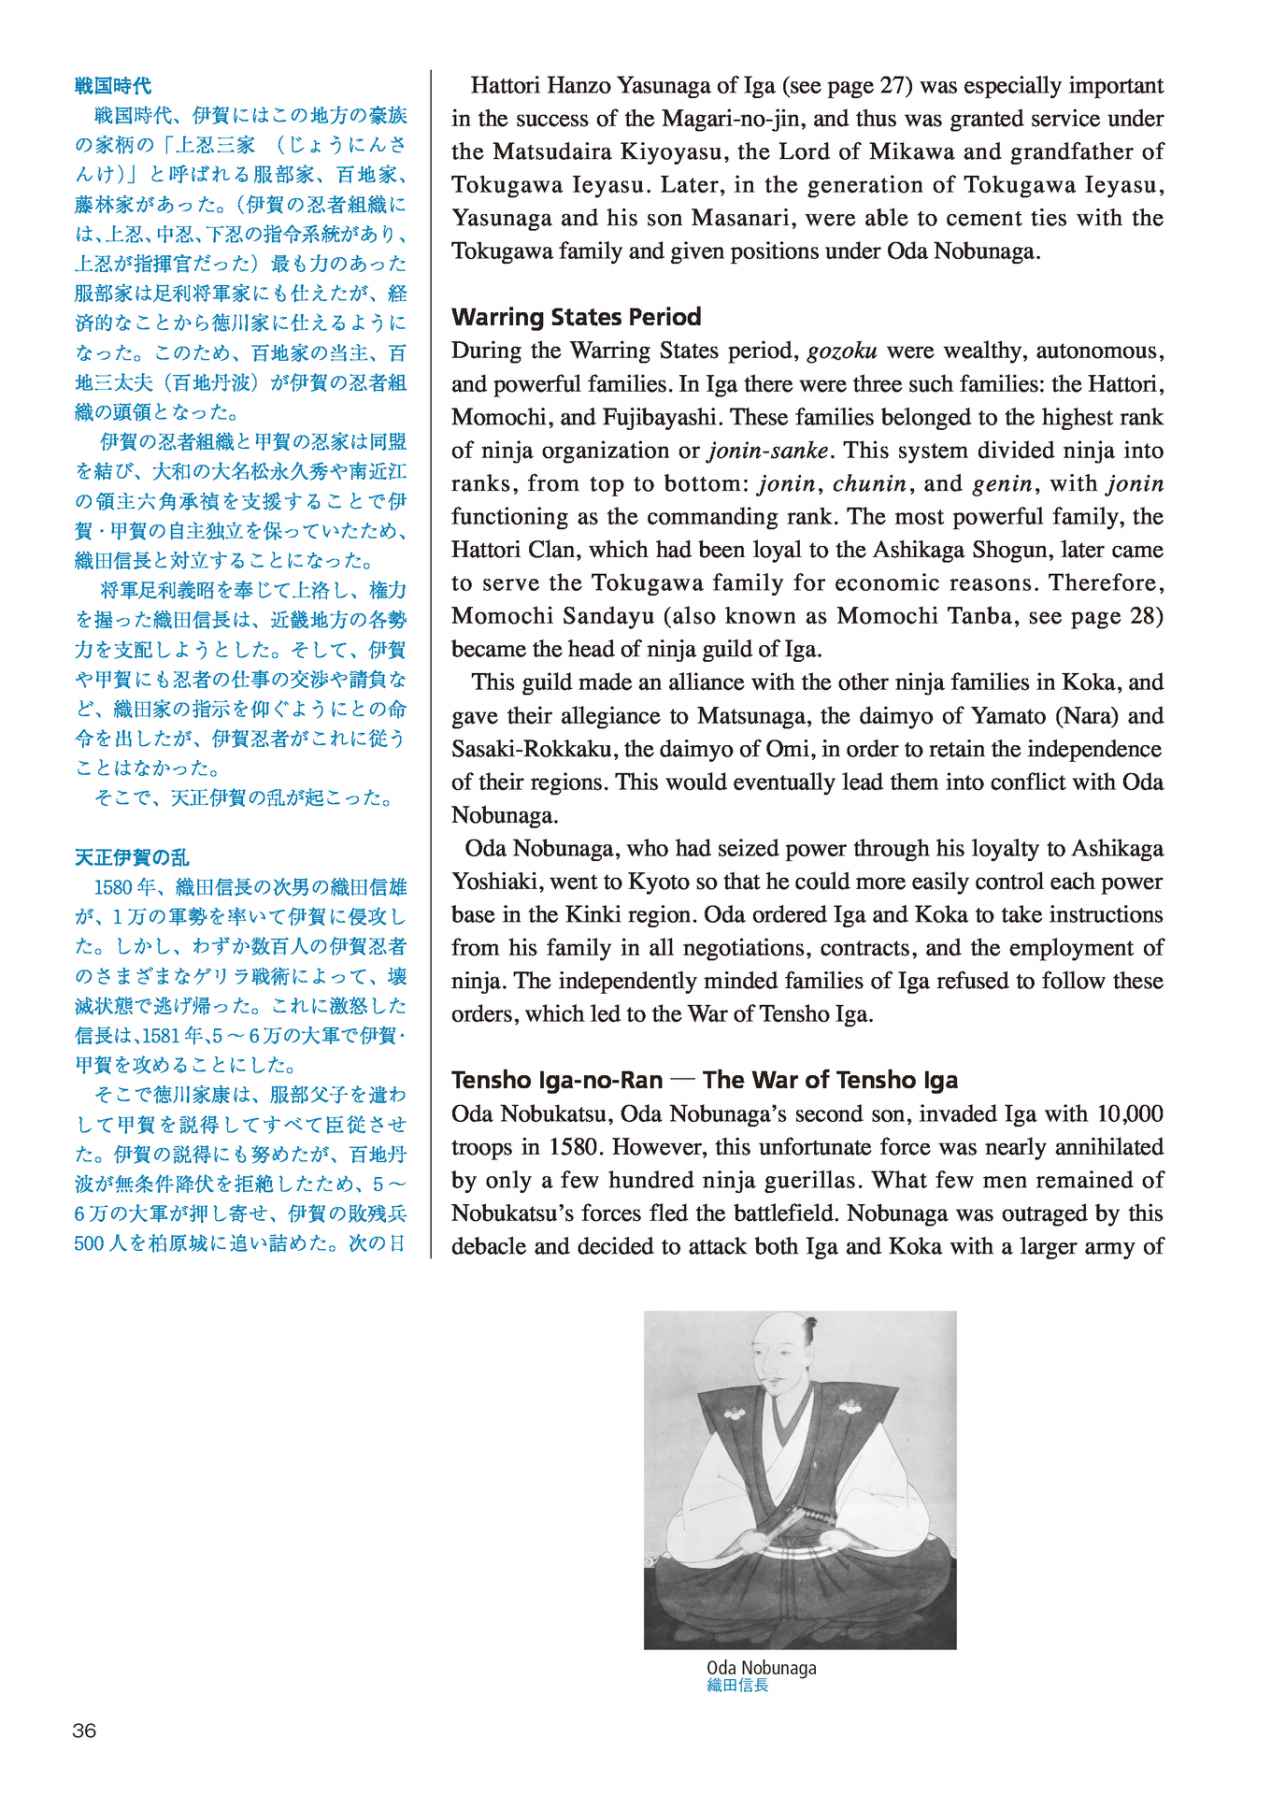 戦国時代
　戦国時代、伊賀にはこの地方の豪族
の家柄の「上忍三家　（じょうにんさ
んけ）」と呼ばれる服部家、百地家、
藤林家があった。（伊賀の忍者組織に
は、上忍、中忍、下忍の指令系統があり、
上忍が指揮官だった）最も力のあった
服部家は足利将軍家にも仕えたが、経
済的なことから徳川家に仕えるように
なった。このため、百地家の当主、百
地三太夫（百地丹波）が伊賀の忍者組
織の頭領となった。
　伊賀の忍者組織と甲賀の忍家は同盟
を結び、大和の大名松永久秀や南近江
の領主六角承禎を支援することで伊
賀・甲賀の自主独立を保っていたため、
織田信長と対立することになった。
　将軍足利義昭を奉じて上洛し、権力
を握った織田信長は、近畿地方の各勢
力を支配しようとした。そして、伊賀
や甲賀にも忍者の仕事の交渉や請負な
ど、織田家の指示を仰ぐようにとの命
令を出したが、伊賀忍者がこれに従う
ことはなかった。
　そこで、天正伊賀の乱が起こった。
天正伊賀の乱
　1580 年、織田信長の次男の織田信雄
が、1 万の軍勢を率いて伊賀に侵攻し
た。しかし、わずか数百人の伊賀忍者
のさまざまなゲリラ戦術によって、壊
滅状態で逃げ帰った。これに激怒した
信長は、1581 年、5 〜 6 万の大軍で伊賀・
甲賀を攻めることにした。
　そこで徳川家康は、服部父子を遣わ
して甲賀を説得してすべて臣従させ
た。伊賀の説得にも努めたが、百地丹
波が無条件降伏を拒絶したため、5 〜
6 万の大軍が押し寄せ、伊賀の敗残兵
500 人を柏原城に追い詰めた。次の日
Hattori Hanzo Yasunaga of Iga (see page 27) was especially important
in the success of the Magari-no-jin, and thus was granted service under
the Matsudaira Kiyoyasu, the Lord of Mikawa and grandfather of
Tokugawa Ieyasu. Later, in the generation of Tokugawa Ieyasu,
Yasunaga and his son Masanari, were able to cement ties with the
Tokugawa family and given positions under Oda Nobunaga.
Warring States Period
During the Warring States period, gozoku were wealthy, autonomous,
and powerful families. In Iga there were three such families: the Hattori,
Momochi, and Fujibayashi. These families belonged to the highest rank
of ninja organization or jonin-sanke. This system divided ninja into
ranks, from top to bottom: jonin, chunin, and genin, with jonin
functioning as the commanding rank. The most powerful family, the
Hattori Clan, which had been loyal to the Ashikaga Shogun, later came
to serve the Tokugawa family for economic reasons. Therefore,
Momochi Sandayu (also known as Momochi Tanba, see page 28)
became the head of ninja guild of Iga.
This guild made an alliance with the other ninja families in Koka, and
gave their allegiance to Matsunaga, the daimyo of Yamato (Nara) and
Sasaki-Rokkaku, the daimyo of Omi, in order to retain the independence
of their regions. This would eventually lead them into conflict with Oda
Nobunaga.
Oda Nobunaga, who had seized power through his loyalty to Ashikaga
Yoshiaki, went to Kyoto so that he could more easily control each power
base in the Kinki region. Oda ordered Iga and Koka to take instructions
from his family in all negotiations, contracts, and the employment of
ninja. The independently minded families of Iga refused to follow these
orders, which led to the War of Tensho Iga.
Tensho Iga-no-Ran — The War of Tensho Iga
Oda Nobukatsu, Oda Nobunaga’s second son, invaded Iga with 10,000
troops in 1580. However, this unfortunate force was nearly annihilated
by only a few hundred ninja guerillas. What few men remained of
Nobukatsu’s forces fled the battlefield. Nobunaga was outraged by this
debacle and decided to attack both Iga and Koka with a larger army of
Oda Nobunaga
織田信長
36